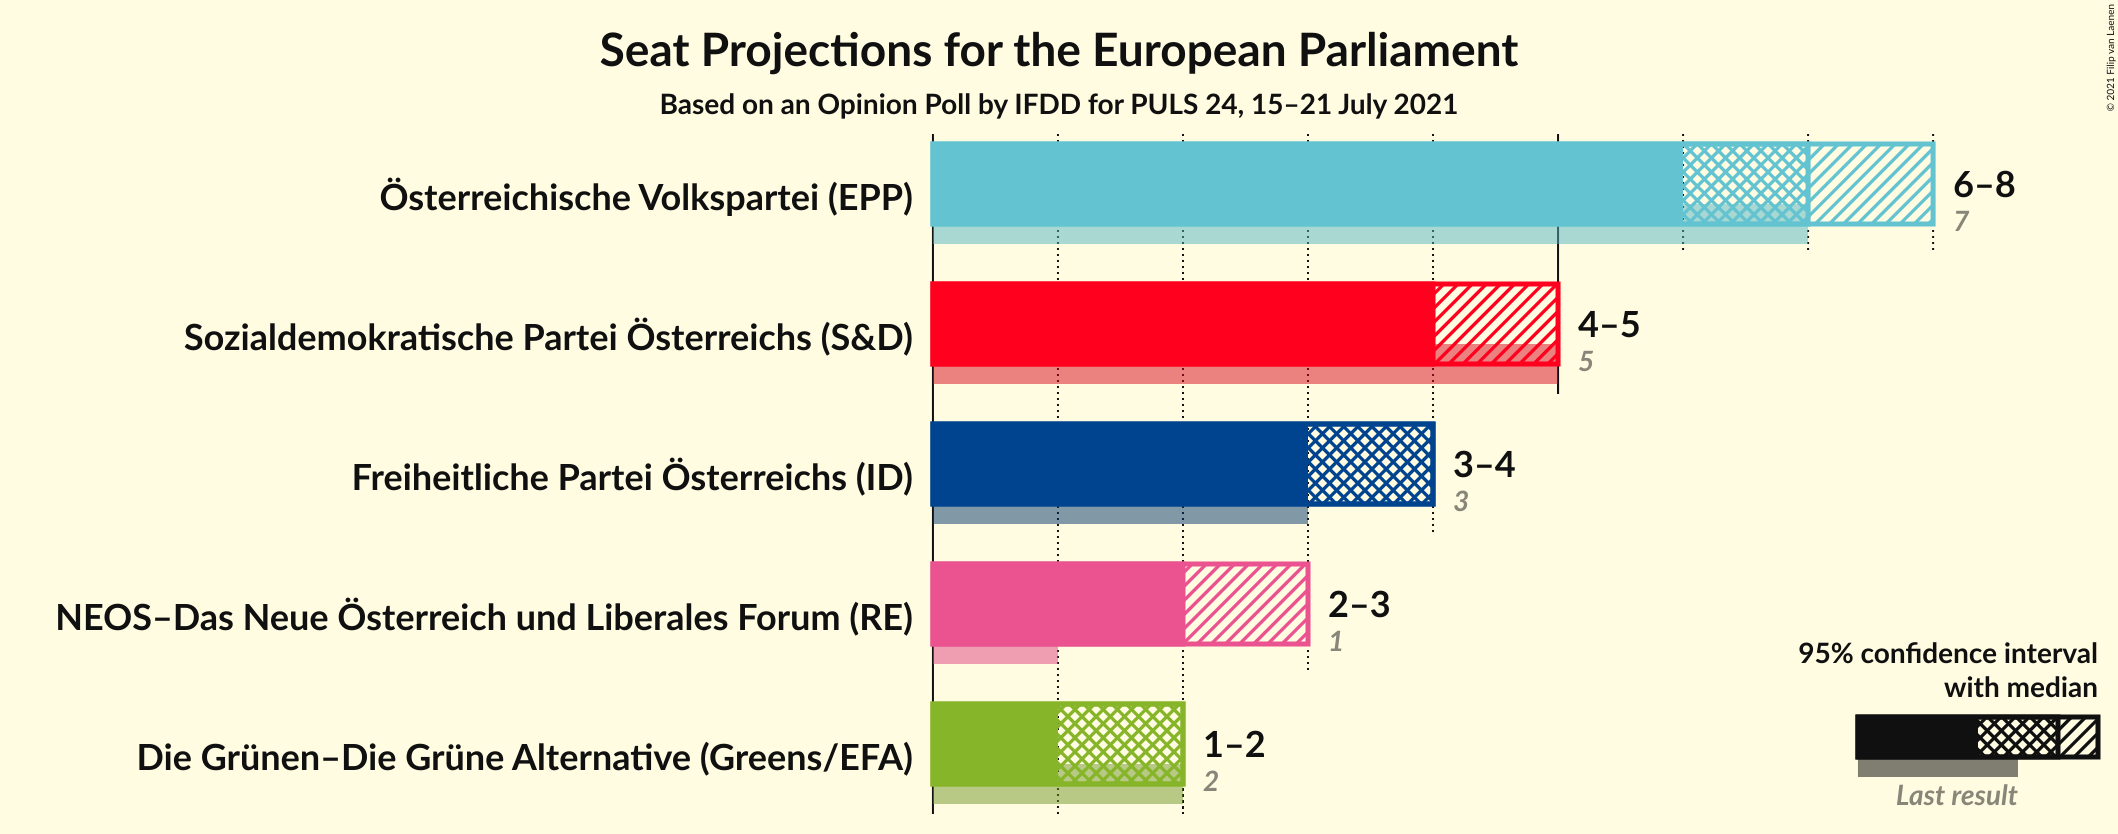 Seat Projections for the European Parliament
Based on an Opinion Poll by IFDD for PULS 24, 15–21 July 2021
© 2021 Filip van Laenen
Österreichische Volkspartei (EPP)
6–8
7
Sozialdemokratische Partei Österreichs (S&D)
4–5
5
Freiheitliche Partei Österreichs (ID)
3–4
3
NEOS–Das Neue Österreich und Liberales Forum (RE)
2–3
1
Die Grünen–Die Grüne Alternative (Greens/EFA)
1–2
2
95% confidence interval
with median
Last result